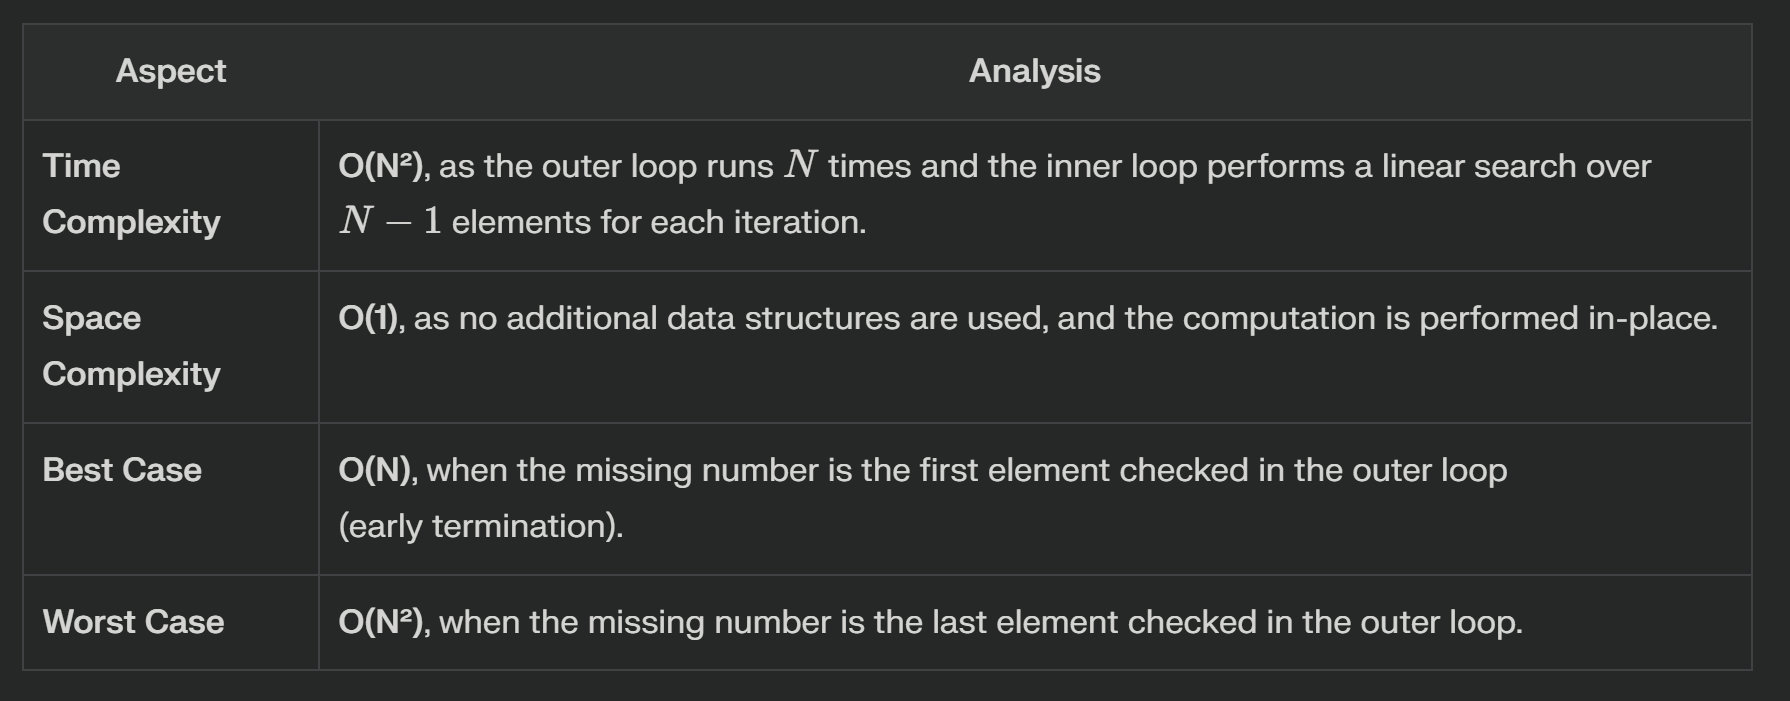 Aspect Analysis
Time Complexity
O(N²), as the outer loop runs N times and the inner loop performs a linear search over
N − 1 elements for each iteration.
Space Complexity
O(1), as no additional data structures are used, and the computation is performed in-place.
Best Case
O(N), when the missing number is the first element checked in the outer loop
(early termination).
Worst Case
O(N²), when the missing number is the last element checked in the outer loop.